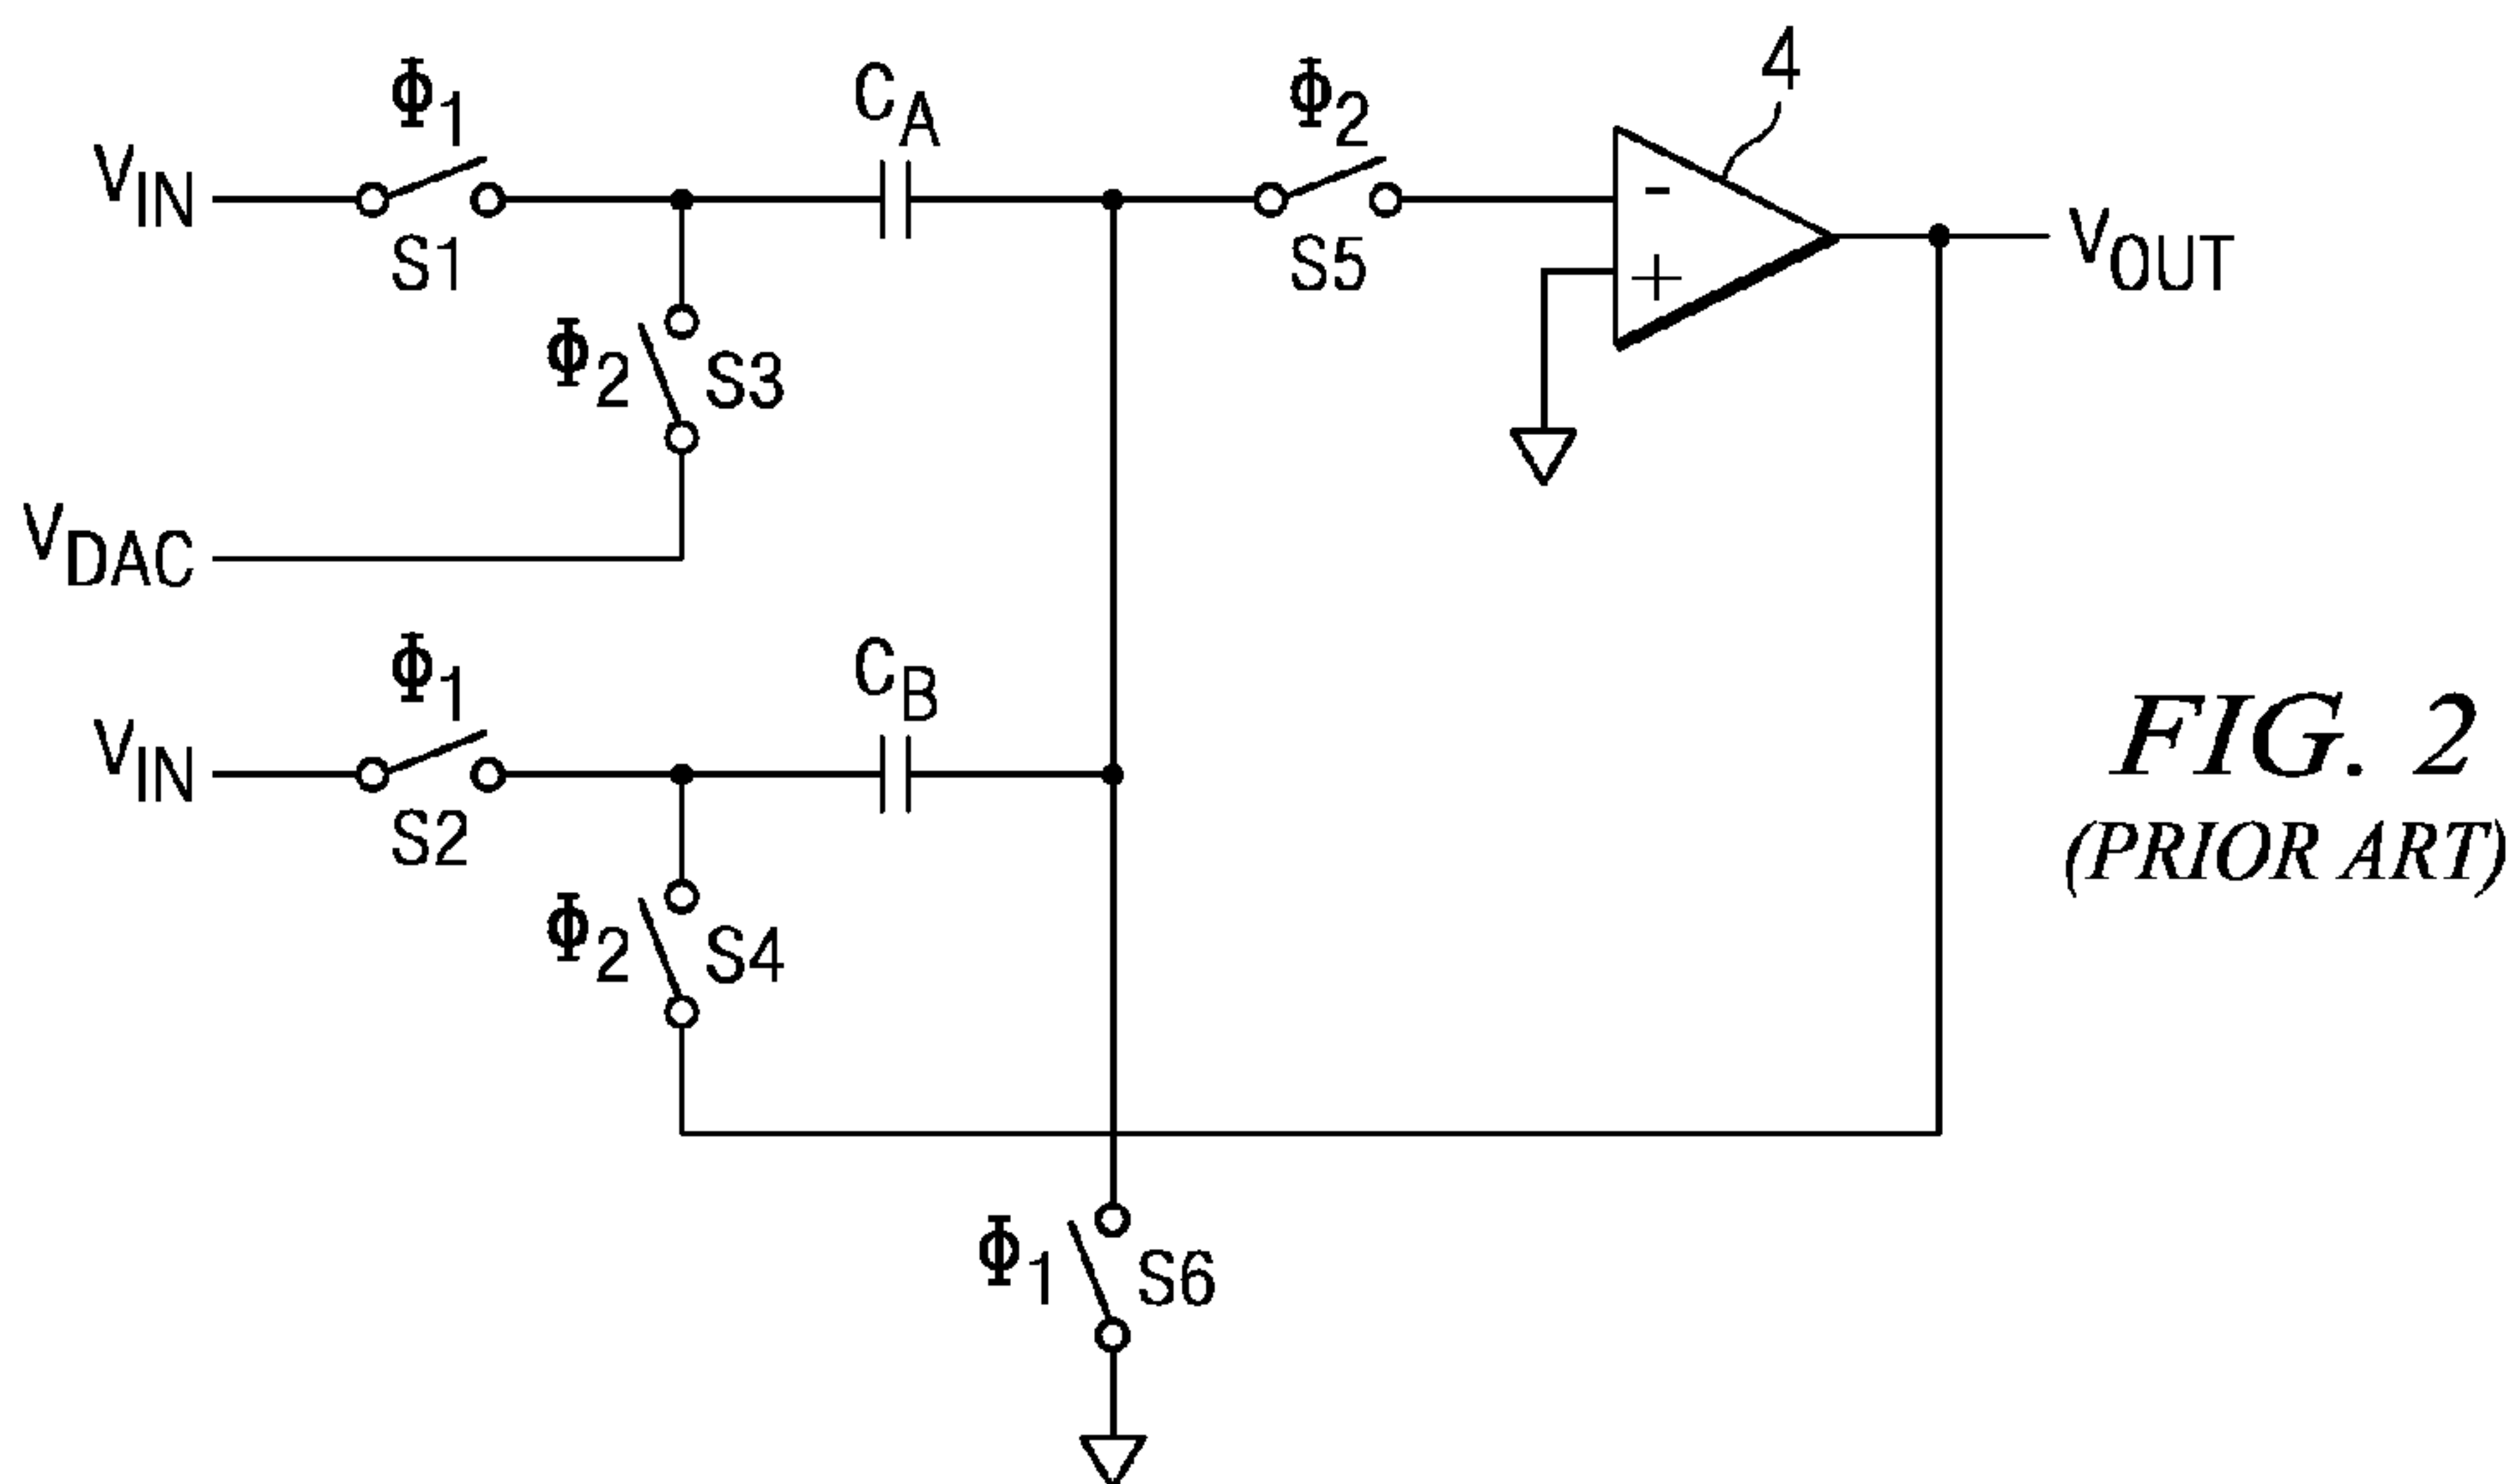 4
Φ1 CA Φ2
VIN
S1 S5
- +
VOUT
Φ2 S3
VDAC
Φ1 CB
VIN
S2
FIG. 2
(PRIOR ART)
Φ2 S4
Φ1 S6